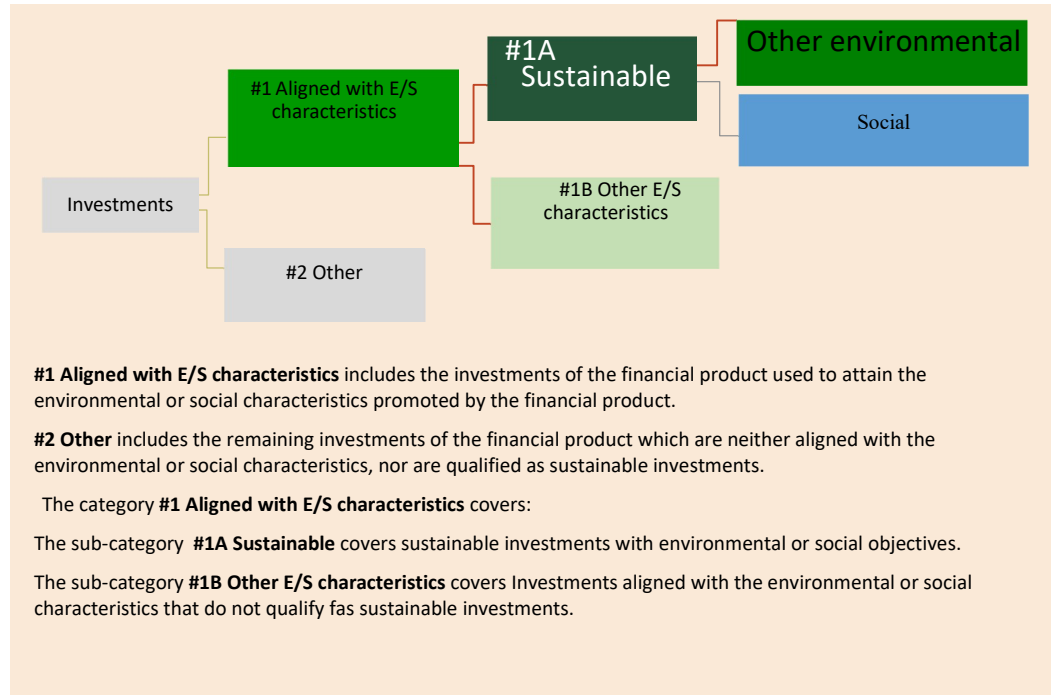 #1A
Sustainable
Other environmental
#1 Aligned with E/S
characteristics
Social
Investments
#1B Other E/S
characteristics
#2 Other
#1 Aligned with E/S characteristics includes the investments of the financial product used to attain the
environmental or social characteristics promoted by the financial product.
#2 Other includes the remaining investments of the financial product which are neither aligned with the
environmental or social characteristics, nor are qualified as sustainable investments.
The category #1 Aligned with E/S characteristics covers:
The sub-category #1A Sustainable covers sustainable investments with environmental or social objectives.
The sub-category #1B Other E/S characteristics covers Investments aligned with the environmental or social
characteristics that do not qualify fas sustainable investments.